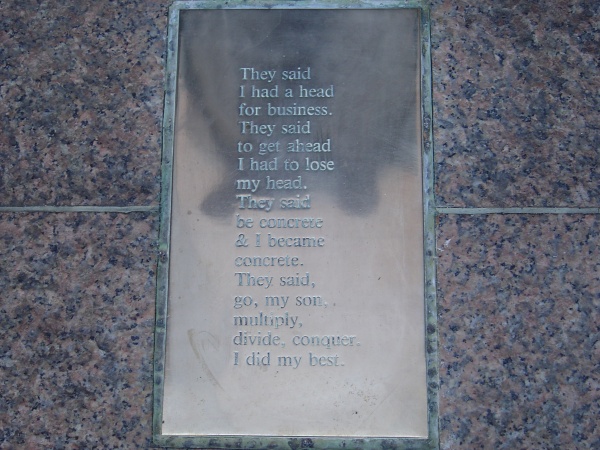 They said
I had a head
for business.
They said
to get ahead
I had to lose
my head.
They said
be concrete
& I became
concrete.
They said,
go, my son,
multiply,
divide, conquer.
I did my best.